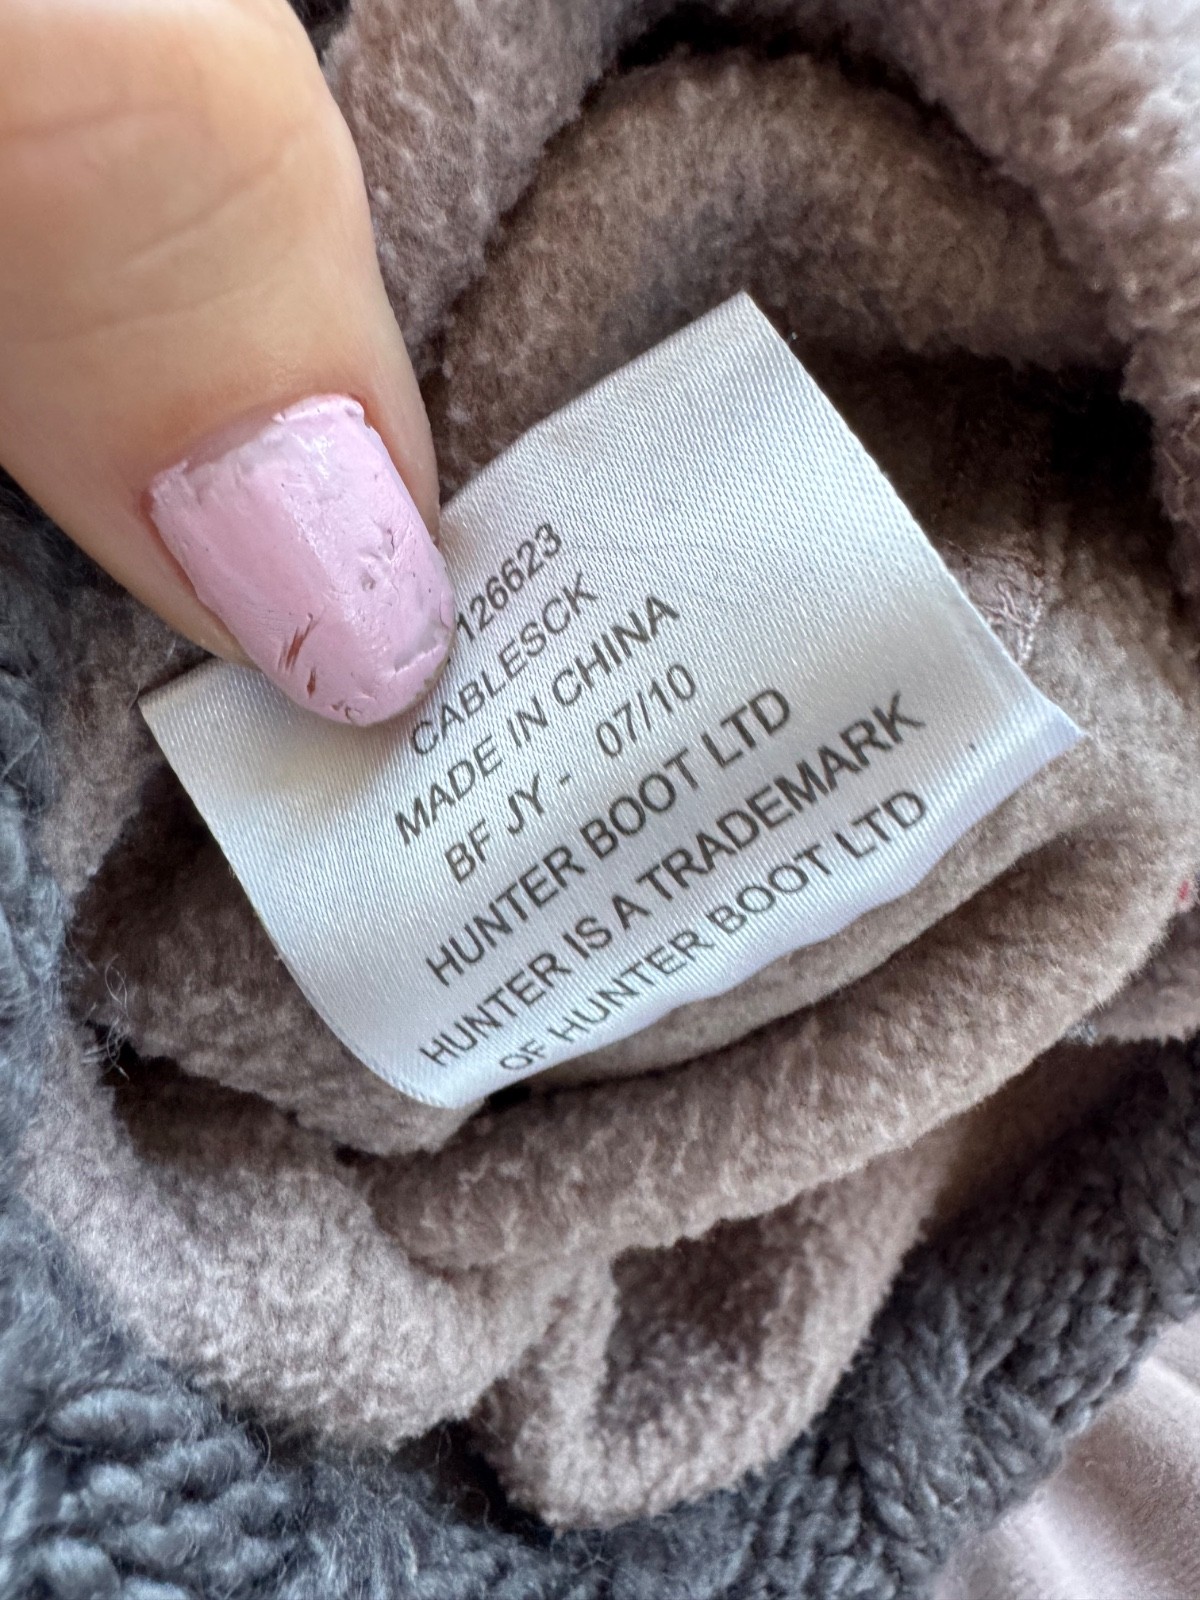 126623
CABLESCK
MADE IN CHINA
BF JY - 07/10
HUNTER BOOT LTD
HUNTER IS A TRADEMARK
OF HUNTER BOOT LTD